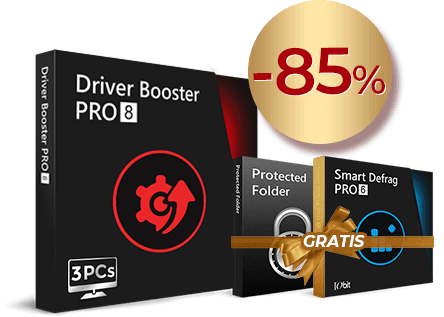 -85%
Driver Booster
PRO 8
Driver Booster PRO 8
3PCs
Protected
Folder
Protected Folder
Smart Defrag
PRO 6
GRATIS
IObit